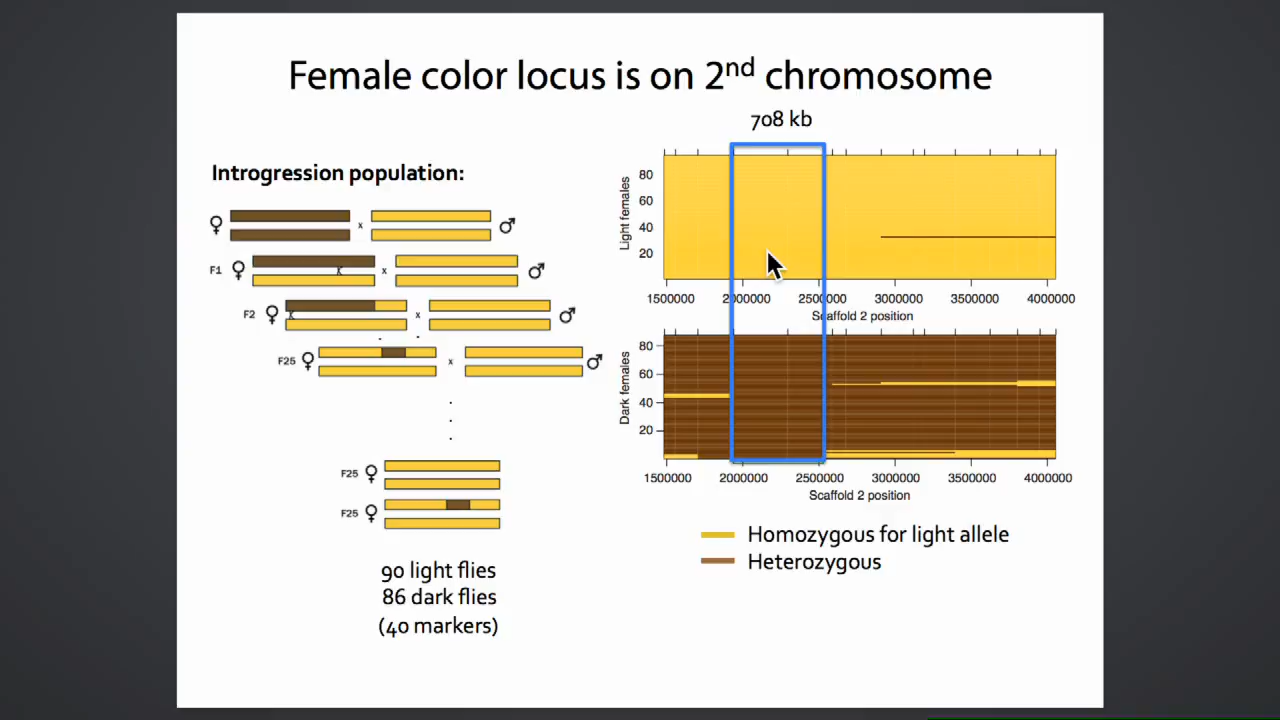 Female color locus is on 2nd chromosome
708 kb
Introgression population:
♀ x ♂
F1 ♀ x ♂
F2 ♀ x ♂
F25 ♀ x ♂
F25 ♀
F25 ♀
90 light flies
86 dark flies
(40 markers)
Light females
80
60
40
20
1500000 2000000 2500000 3000000 3500000 4000000
Scaffold 2 position
Dark females
80
60
40
20
1500000 2000000 2500000 3000000 3500000 4000000
Scaffold 2 position
Homozygous for light allele
Heterozygous